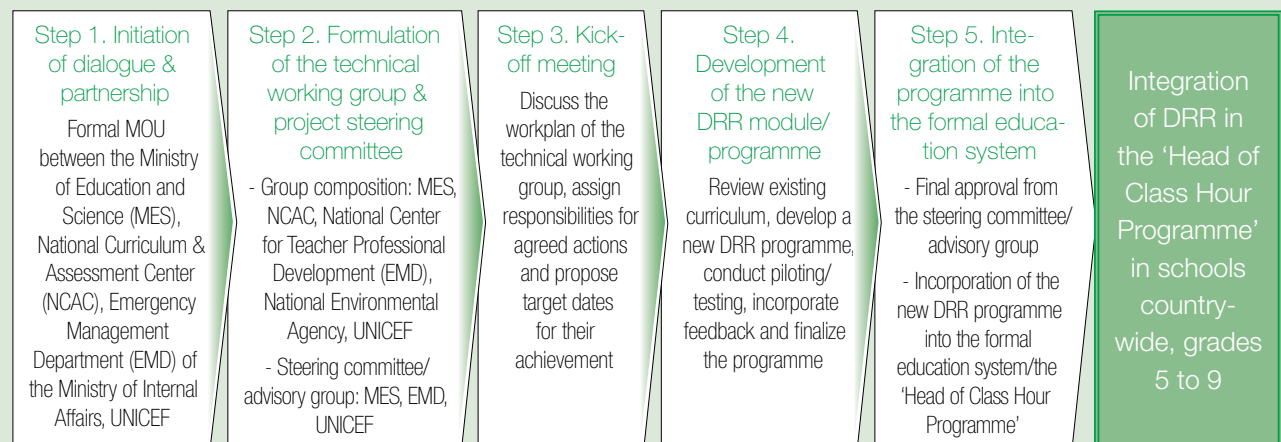 Step 1. Initiation
of dialogue &
partnership
Formal MOU
between the Ministry
of Education and
Science (MES),
National Curriculum &
Assessment Center
(NCAC), Emergency
Management
Department (EMD) of
the Ministry of Internal
Affairs, UNICEF
Step 2. Formulation
of the technical
working group &
project steering
committee
- Group composition: MES,
NCAC, National Center
for Teacher Professional
Development (EMD),
National Environmental
Agency, UNICEF
- Steering committee/
advisory group: MES, EMD,
UNICEF
Step 3. Kick-
off meeting
Discuss the
workplan of the
technical working
group, assign
responsibilities for
agreed actions
and propose
target dates
for their
achievement
Step 4.
Development
of the new
DRR module/
programme
Review existing
curriculum, develop a
new DRR programme,
conduct piloting/
testing, incorporate
feedback and finalize
the programme
Step 5. Inte-
gration of the
programme into
the formal educa-
tion system
- Final approval from
the steering committee/
advisory group
- Incorporation of the
new DRR programme
into the formal
education system/the
‘Head of Class Hour
Programme’
Integration
of DRR in
the ‘Head of
Class Hour
Programme’
in schools
country-
wide, grades
5 to 9